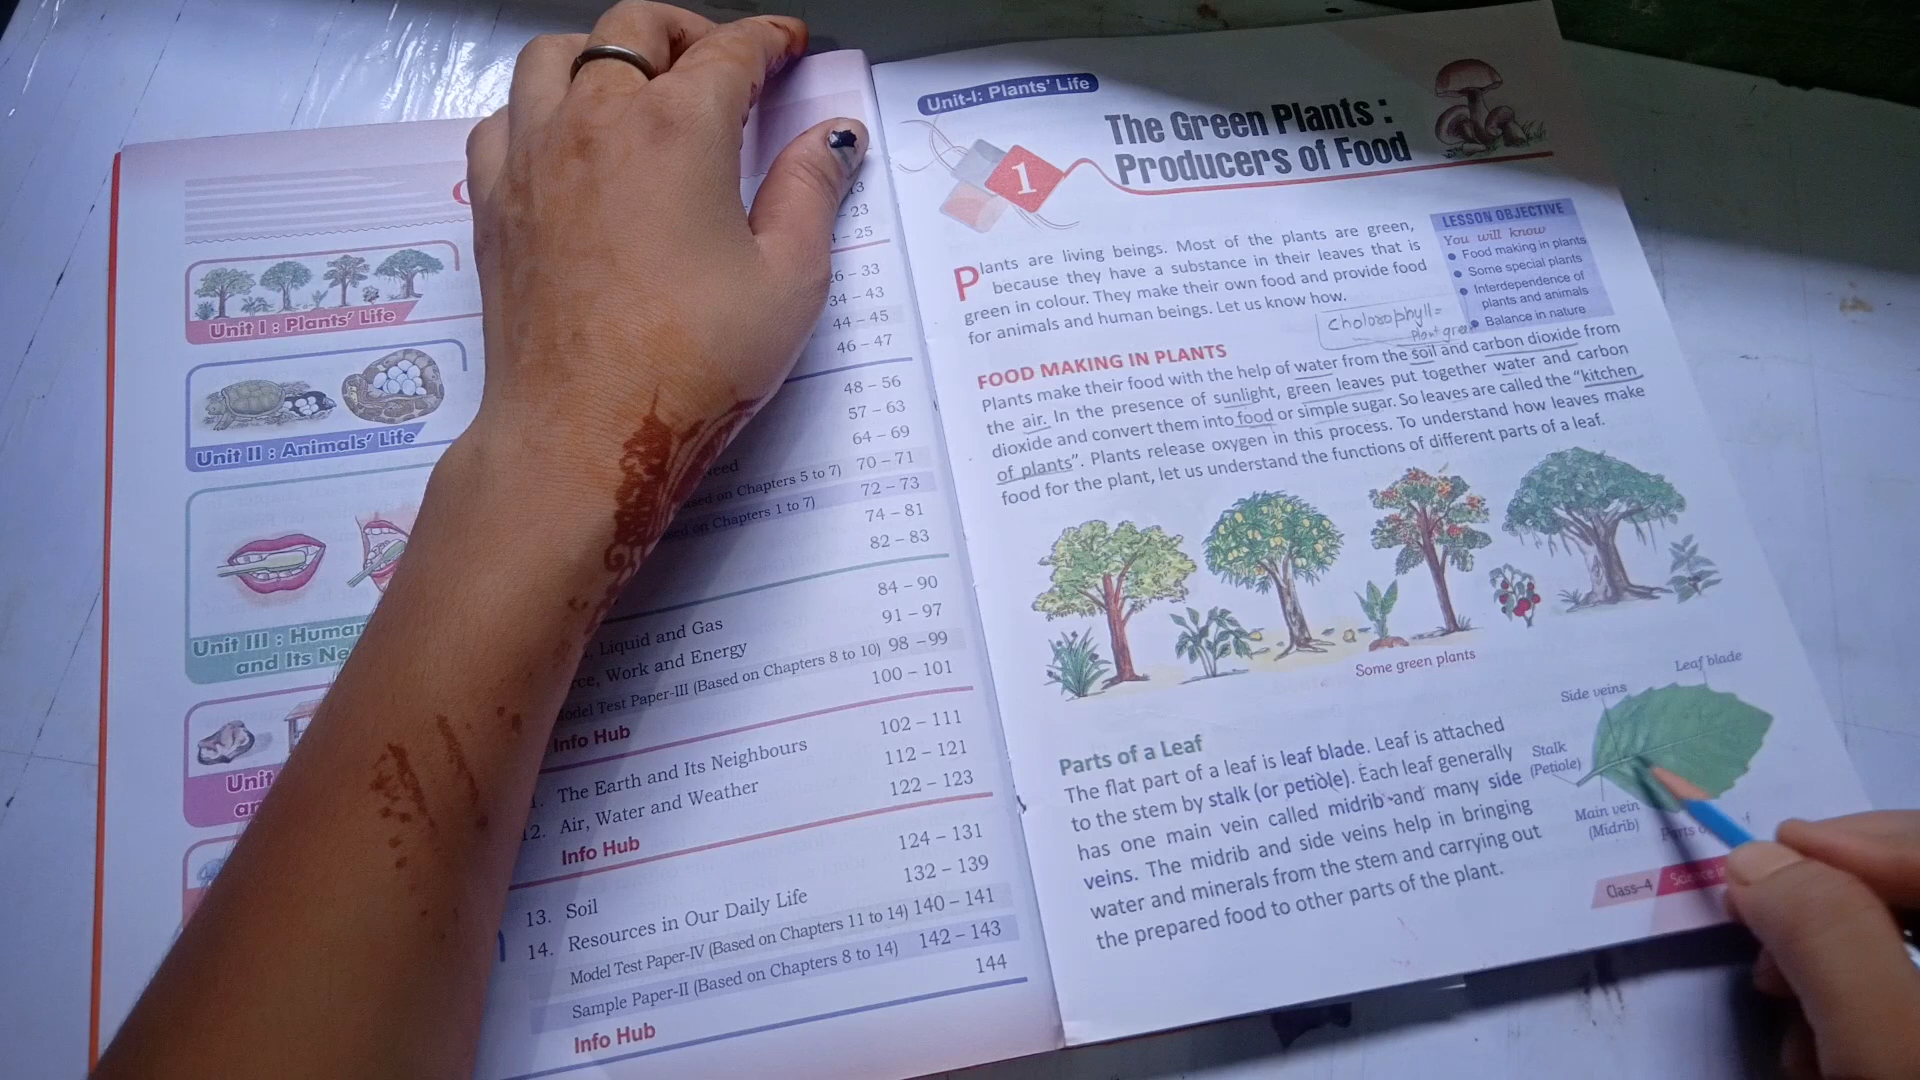 Unit I : Plants' Life
Unit II : Animals' Life
Unit III : Human
and Its Ne
Unit
13
– 23
– 25
26 – 33
34 – 43
44 – 45
46 – 47
48 – 56
57 – 63
64 – 69
70 – 71
on Chapters 5 to 7)
72 – 73
on Chapters 1 to 7)
74 – 81
82 – 83
84 – 90
Liquid and Gas 91 – 97
Work and Energy
Model Test Paper-III (Based on Chapters 8 to 10) 98 – 99
Info Hub 100 – 101
The Earth and Its Neighbours 102 – 111
12. Air, Water and Weather 112 – 121
Info Hub 122 – 123
13. Soil 124 – 131
14. Resources in Our Daily Life 132 – 139
Model Test Paper-IV (Based on Chapters 11 to 14) 140 – 141
Sample Paper-II (Based on Chapters 8 to 14) 142 – 143
Info Hub 144
Unit-I: Plants' Life
1
The Green Plants :
Producers of Food
Plants are living beings. Most of the plants are green,
because they have a substance in their leaves that is
green in colour. They make their own food and provide food
for animals and human beings. Let us know how.
LESSON OBJECTIVE
You will know
● Food making in plants
● Some special plants
● Interdependence of
plants and animals
● Balance in nature
Plant green
FOOD MAKING IN PLANTS
Plants make their food with the help of water from the soil and carbon dioxide from
the air. In the presence of sunlight, green leaves put together water and carbon
dioxide and convert them into food or simple sugar. So leaves are called the "kitchen
of plants". Plants release oxygen in this process. To understand how leaves make
food for the plant, let us understand the functions of different parts of a leaf.
Some green plants
Parts of a Leaf
The flat part of a leaf is leaf blade. Leaf is attached
to the stem by stalk (or petiole). Each leaf generally
has one main vein called midrib and many side
veins. The midrib and side veins help in bringing
water and minerals from the stem and carrying out
the prepared food to other parts of the plant.
Leaf blade
Side veins
Stalk
(Petiole)
Main vein
(Midrib)
Parts
Class–4
Science